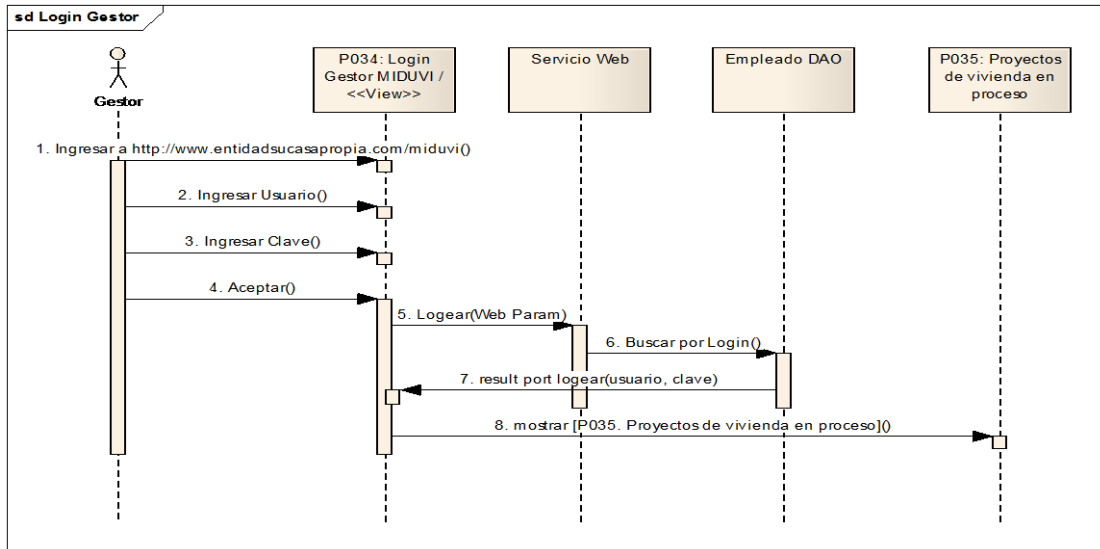 sd Login Gestor
Gestor
P034: Login
Gestor MIDUVI /
<<View>>
Servicio Web
Empleado DAO
P035: Proyectos
de vivienda en
proceso
1. Ingresar a http://www.entidadsucasapropia.com/miduvi()
2. Ingresar Usuario()
3. Ingresar Clave()
4. Aceptar()
5. Logear(Web Param)
6. Buscar por Login()
7. result port logear(usuario, clave)
8. mostrar [P035. Proyectos de vivienda en proceso]()